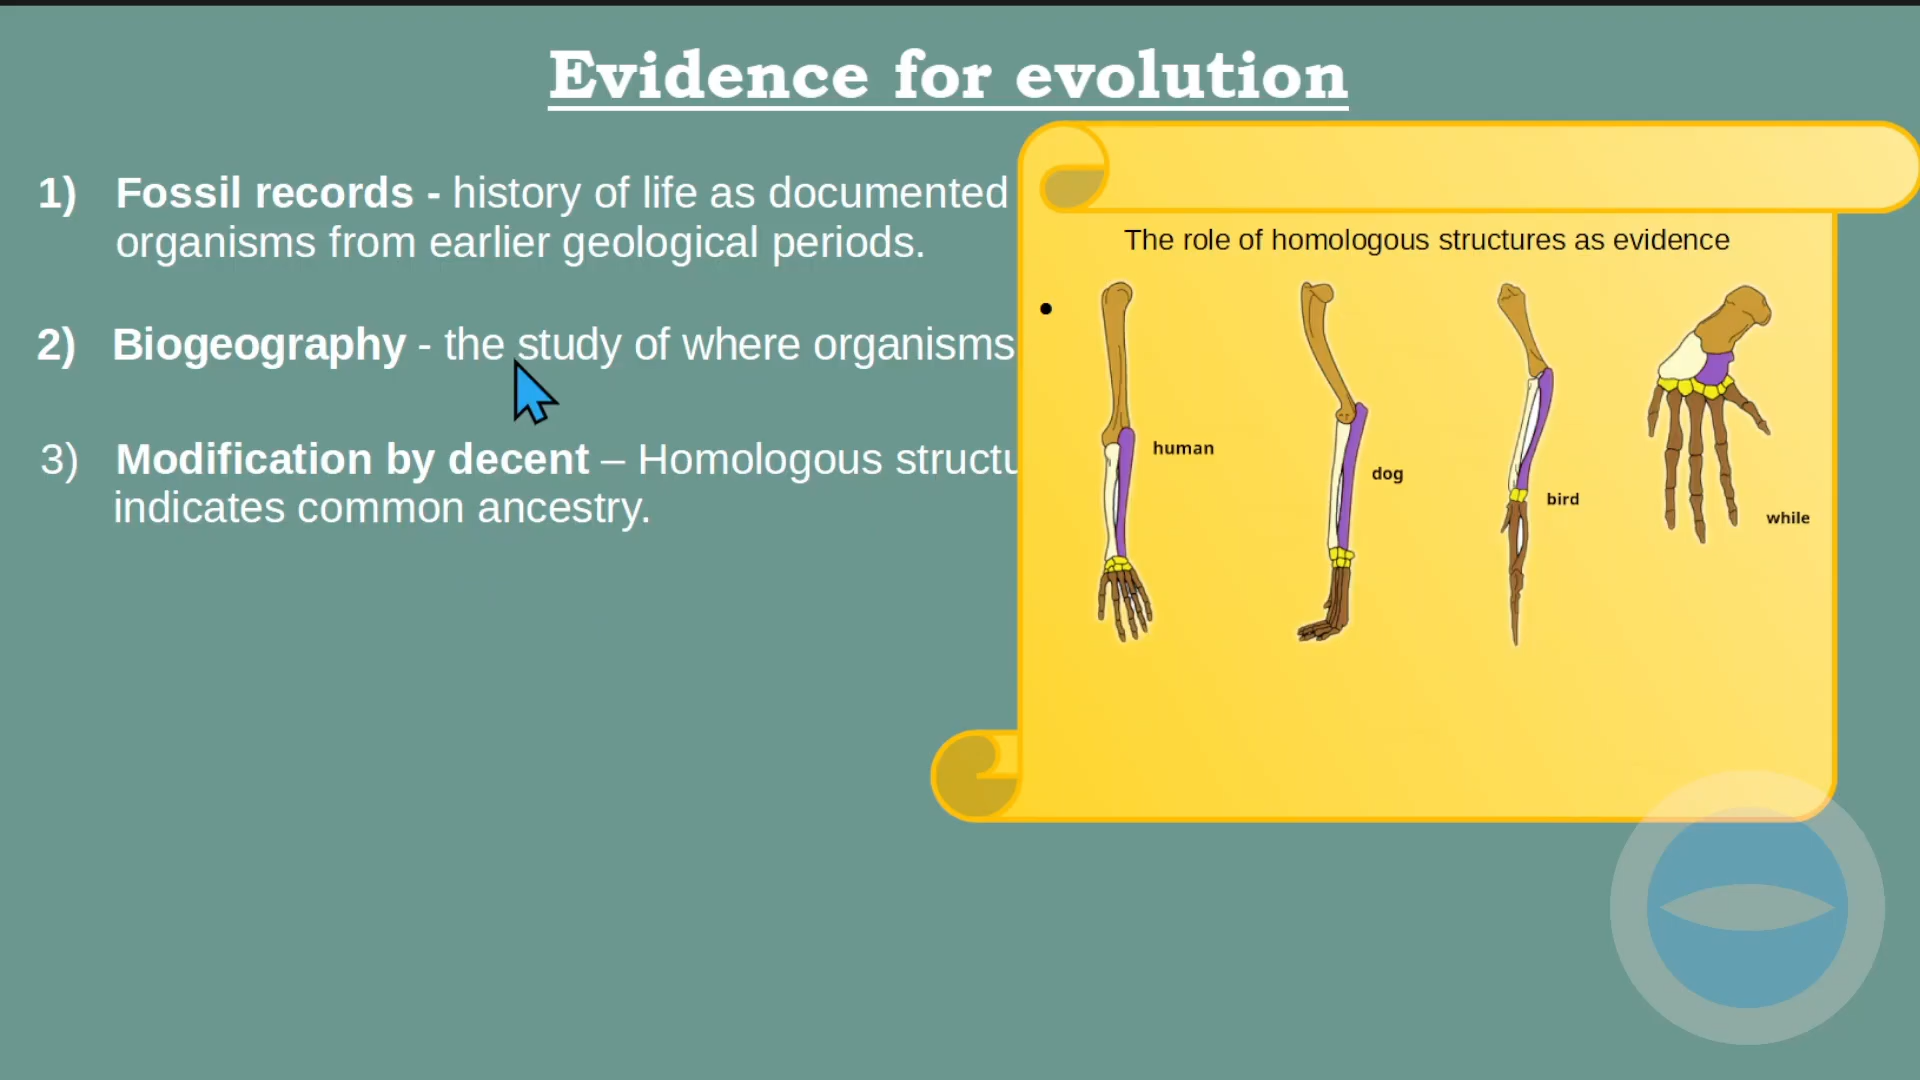 Evidence for evolution
1) Fossil records - history of life as documented
organisms from earlier geological periods.
2) Biogeography - the study of where organisms
3) Modification by decent – Homologous
indicates common ancestry.
The role of homologous structures as evidence
human
dog
bird
while